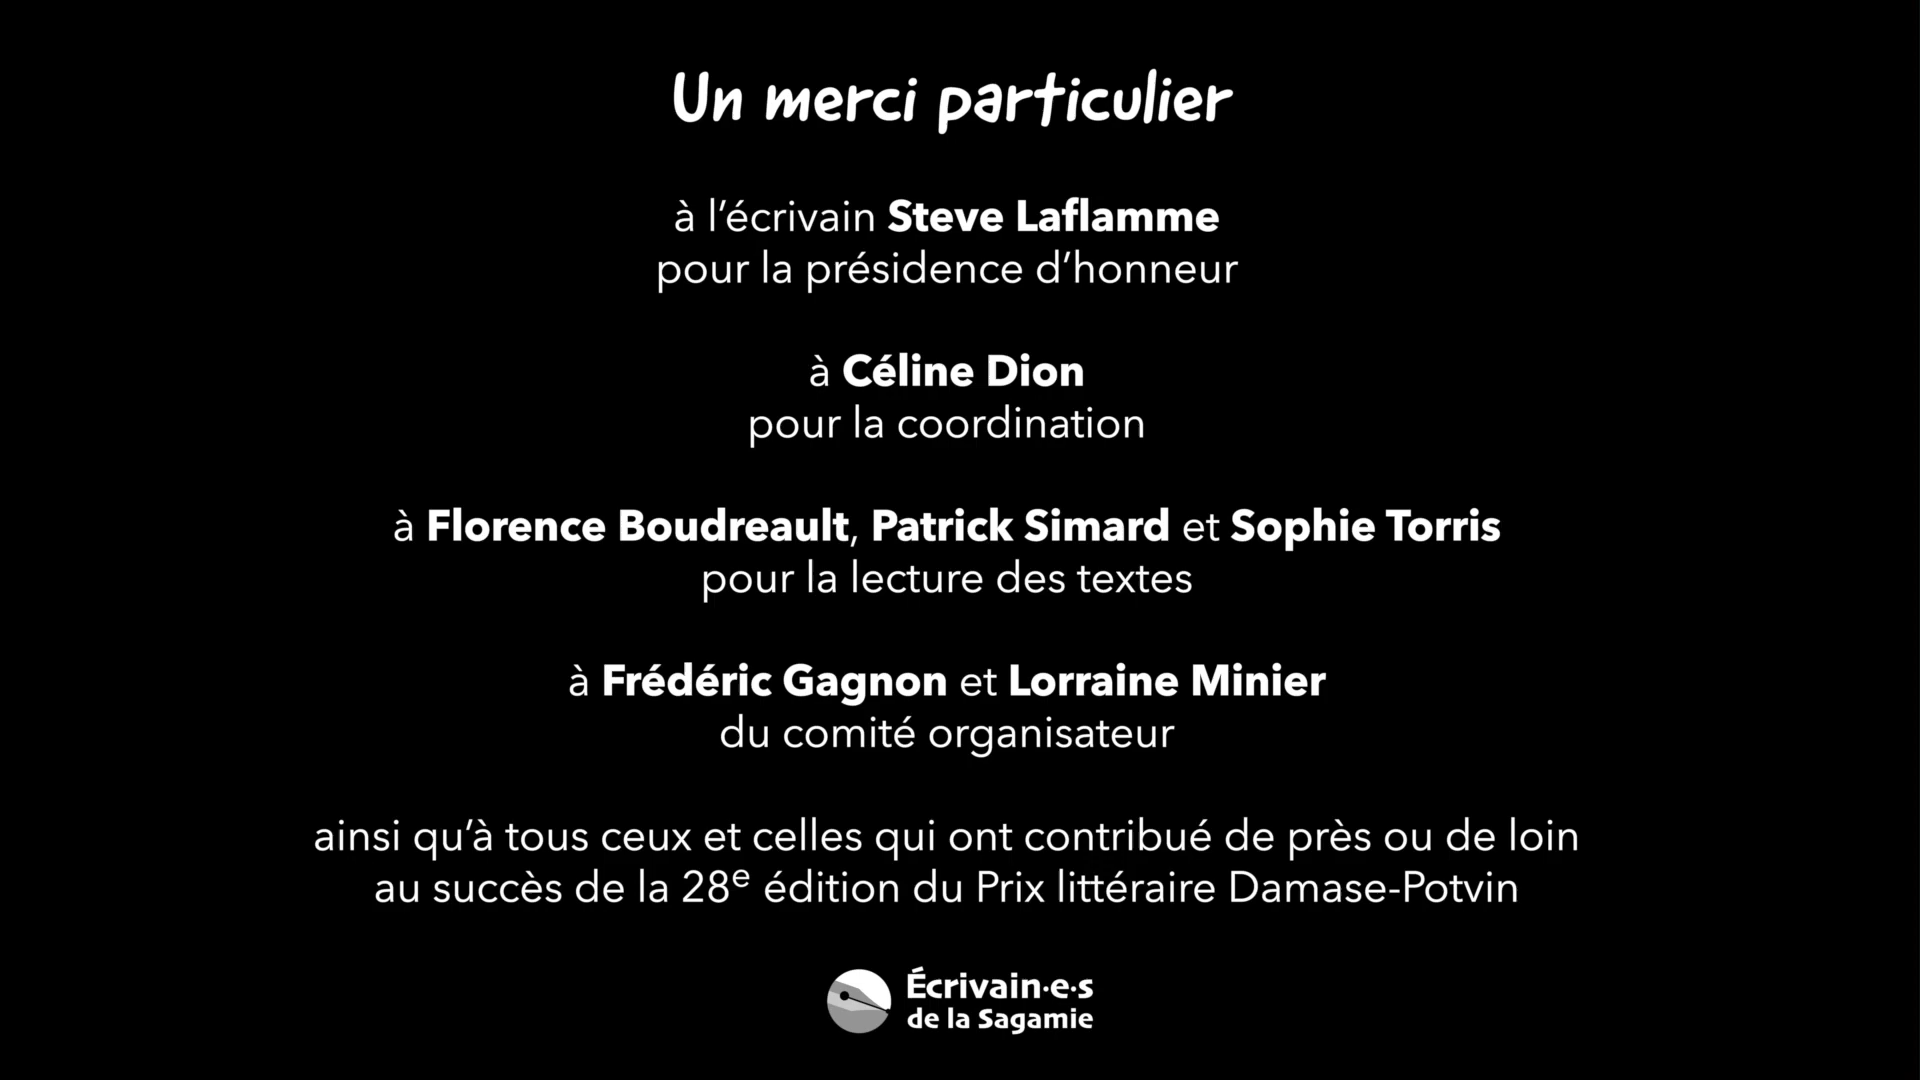 Un merci particulier
à l’écrivain Steve Laflamme
pour la présidence d’honneur
à Céline Dion
pour la coordination
à Florence Boudreault, Patrick Simard et Sophie Torris
pour la lecture des textes
à Frédéric Gagnon et Lorraine Minier
du comité organisateur
ainsi qu’à tous ceux et celles qui ont contribué de près ou de loin
au succès de la 28e édition du Prix littéraire Damase-Potvin
Écrivain·e·s
de la Sagamie